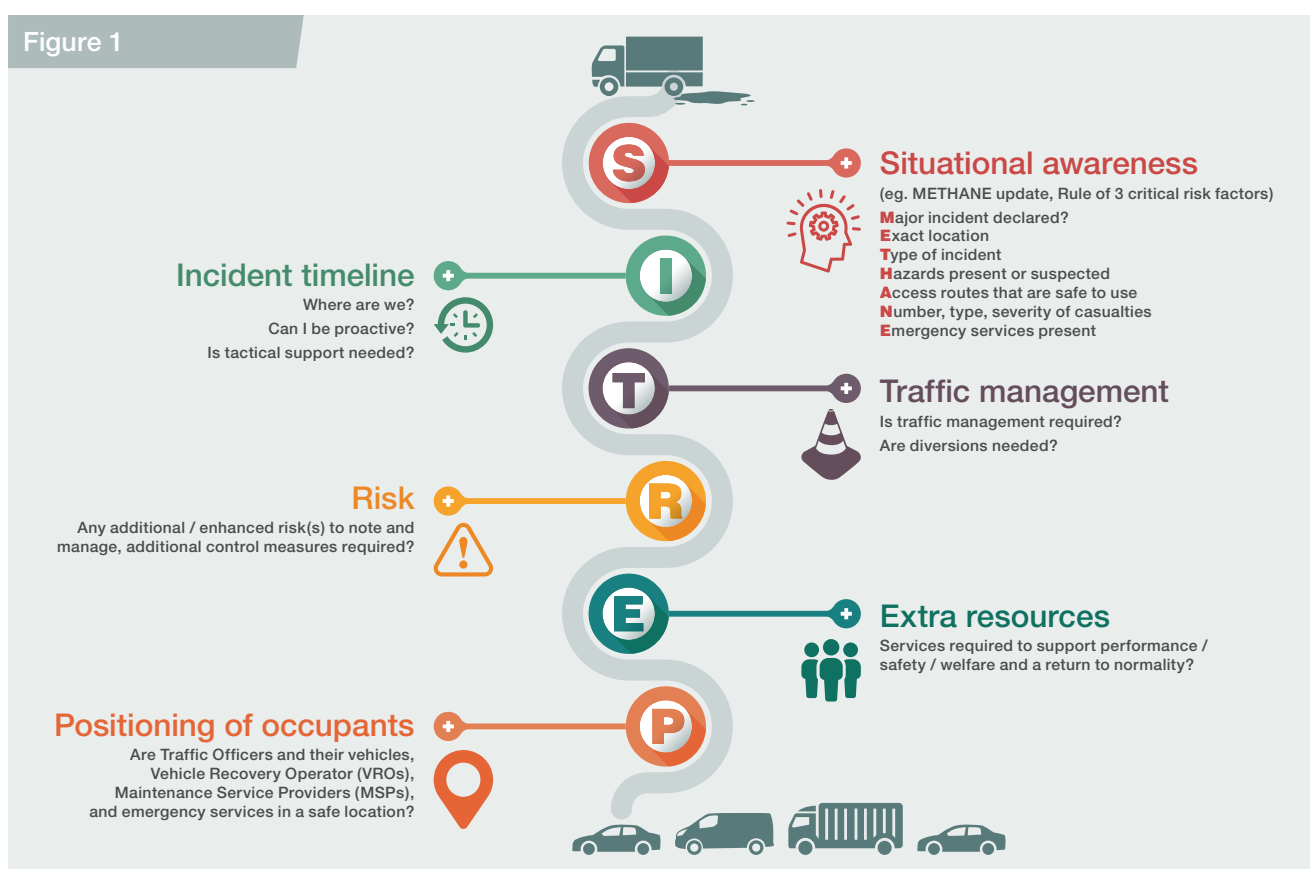 Figure 1
S
Situational awareness
(eg. METHANE update, Rule of 3 critical risk factors)
Major incident declared?
Exact location
Type of incident
Hazards present or suspected
Access routes that are safe to use
Number, type, severity of casualties
Emergency services present
I
Incident timeline
Where are we?
Can I be proactive?
Is tactical support needed?
T
Traffic management
Is traffic management required?
Are diversions needed?
R
Risk
Any additional / enhanced risk(s) to note and
manage, additional control measures required?
E
Extra resources
Services required to support performance /
safety / welfare and a return to normality?
P
Positioning of occupants
Are Traffic Officers and their vehicles,
Vehicle Recovery Operator (VROs),
Maintenance Service Providers (MSPs),
and emergency services in a safe location?